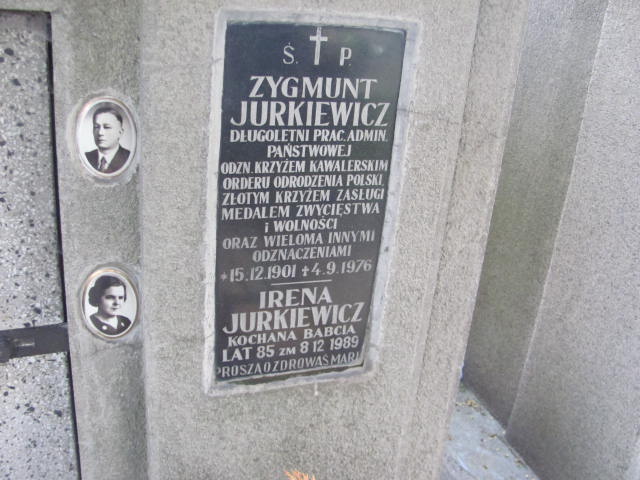 Ś. P.
ZYGMUNT
JURKIEWICZ
DŁUGOLETNI PRAC. ADMIN.
PAŃSTWOWEJ
ODZN. KRZYŻEM KAWALERSKIM
ORDERU ODRODZENIA POLSKI,
ZŁOTYM KRZYŻEM ZASŁUGI
MEDALEM ZWYCIĘSTWA
i WOLNOŚCI
ORAZ WIELOMA INNYMI
ODZNACZENIAMI
*15.12.1901 †4.9.1976
IRENA
JURKIEWICZ
KOCHANA BABCIA
LAT 85 ZM 8 12 1989
PROSZĄ O ZDROWAŚ MARI